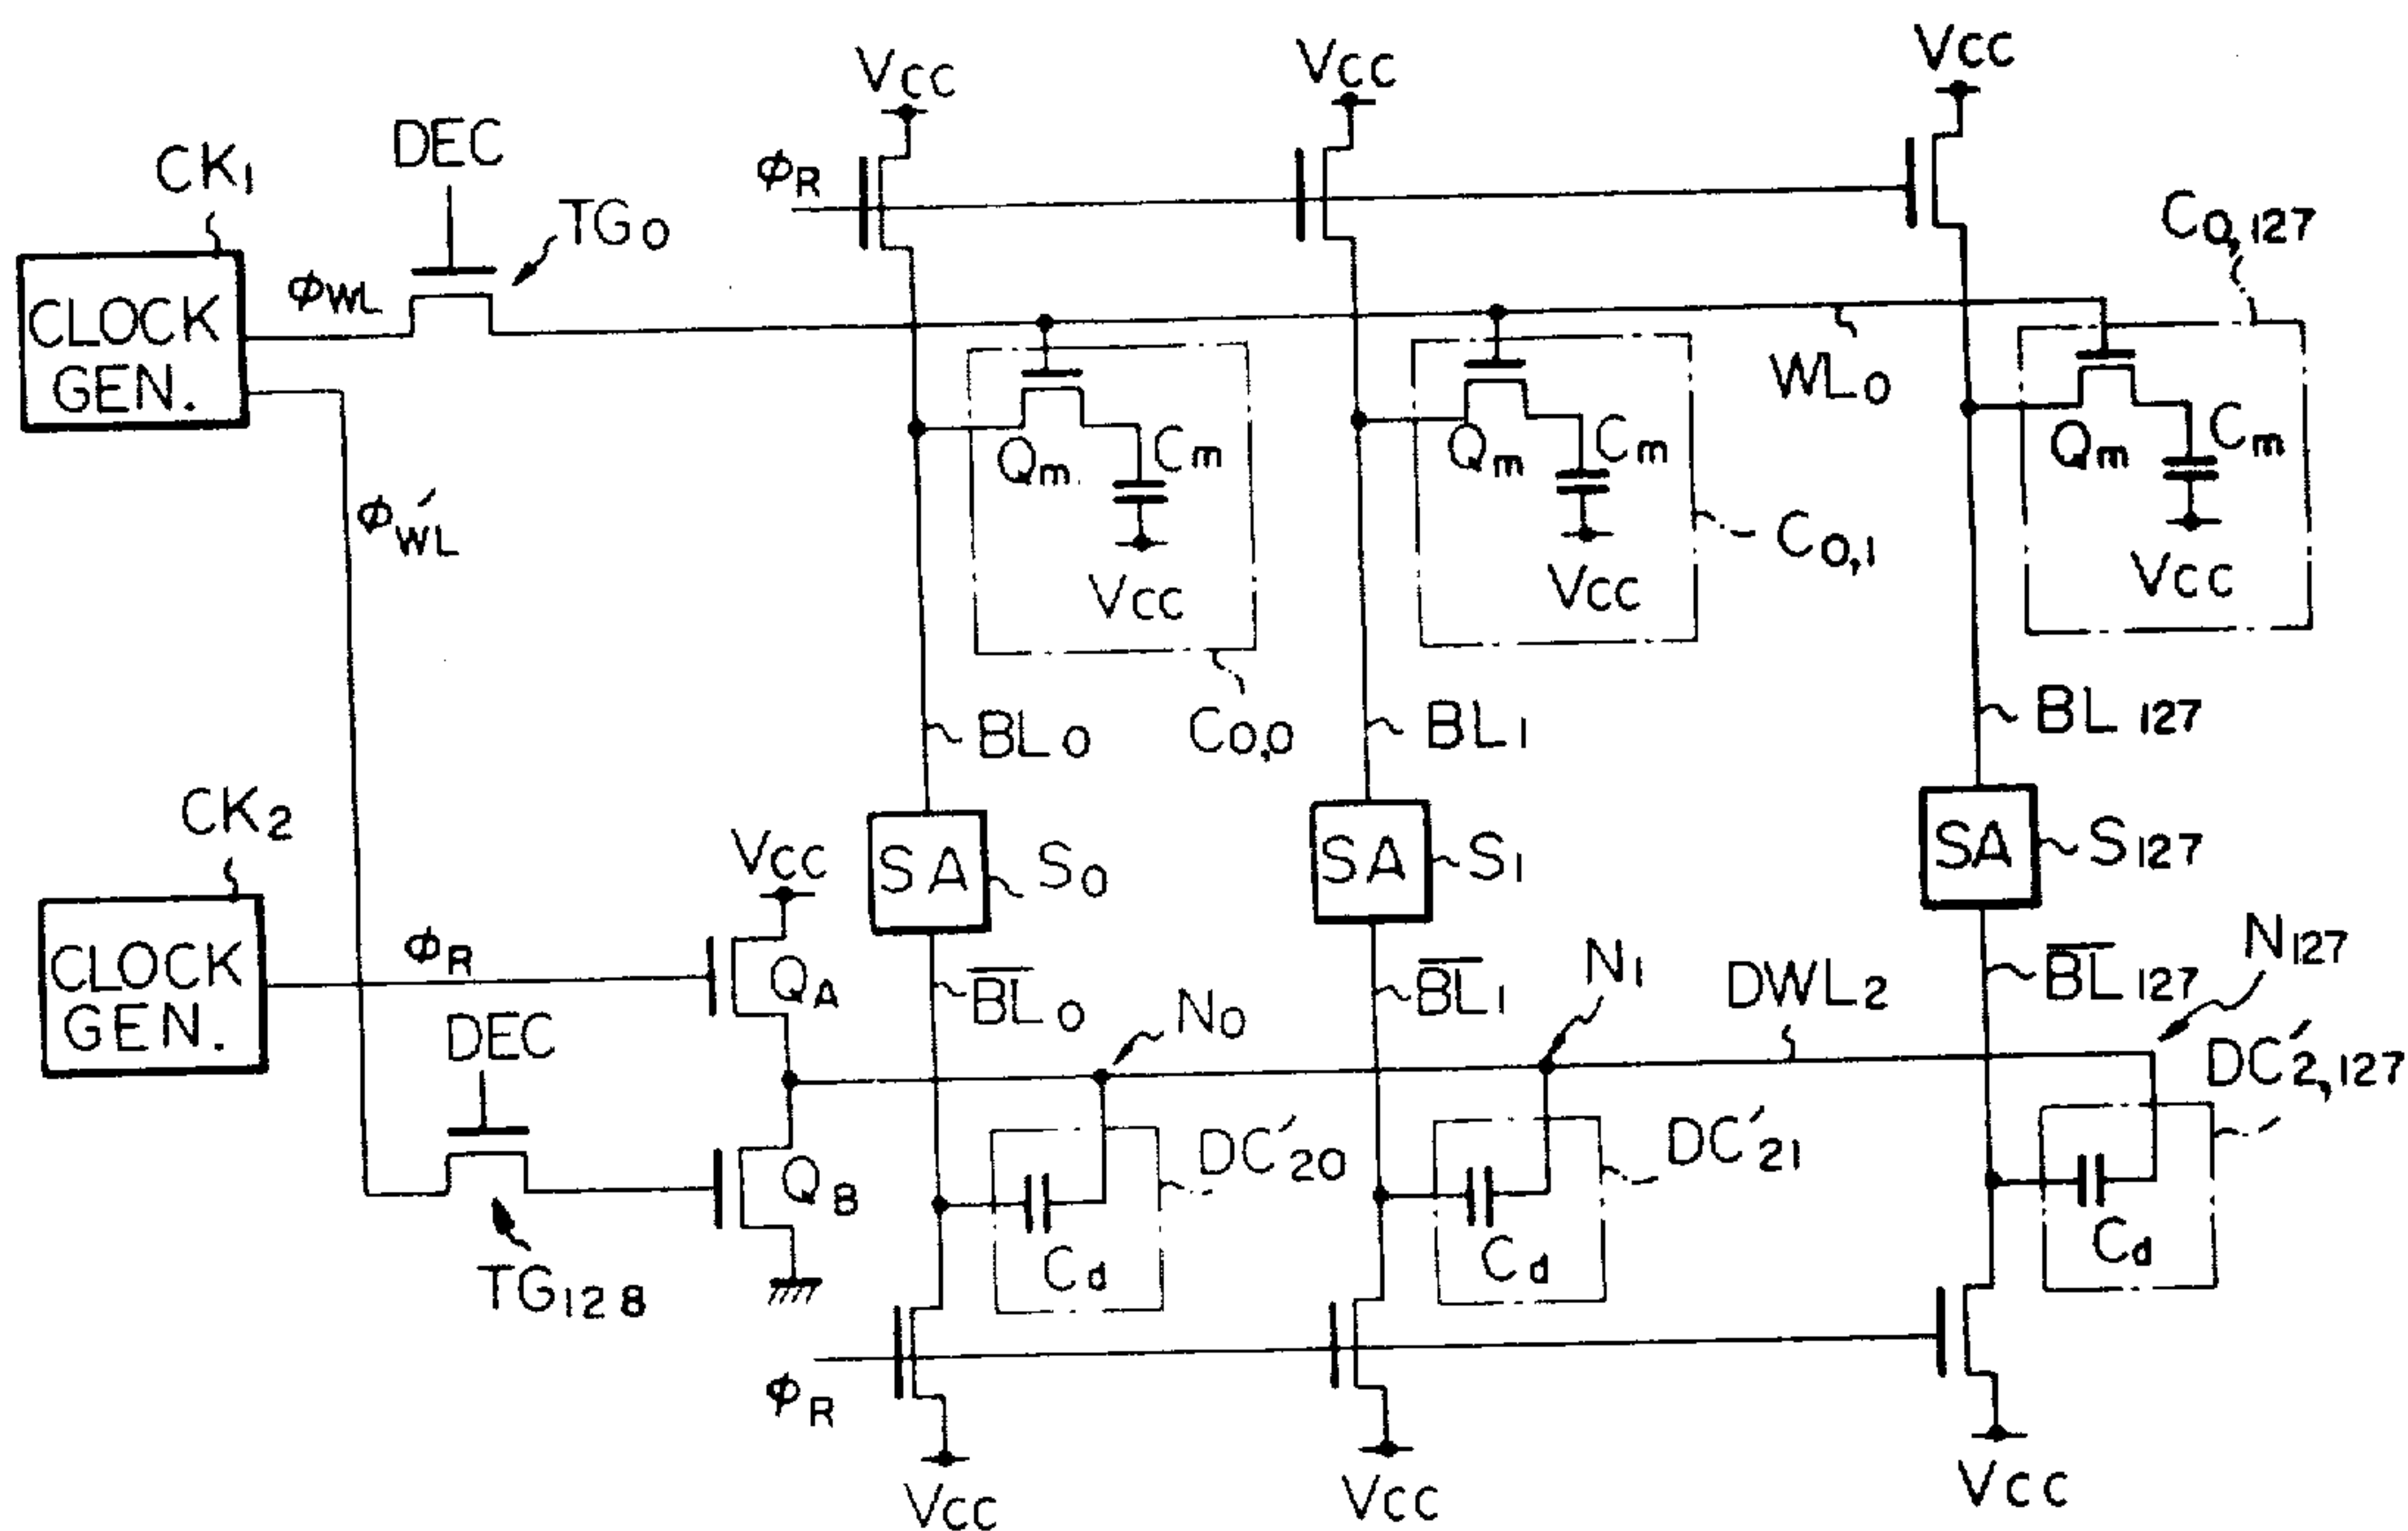 VCC
VCC
VCC
DEC
CK1
TG0
ϕR
C0,127
CLOCK
GEN.
ϕWL
WL0
Qm
Cm
VCC
Qm
Cm
VCC
Qm
Cm
VCC
ϕ'WL
C0,1
C0,0
BL0
BL1
BL127
CK2
VCC
SA
S0
SA
S1
SA
S127
CLOCK
GEN.
ϕR
QA
B̅L̅0
N0
B̅L̅1
N1
DWL2
B̅L̅127
N127
DEC
QB
DC'20
DC'21
DC'2,127
Cd
Cd
Cd
TG128
ϕR
VCC
VCC
VCC